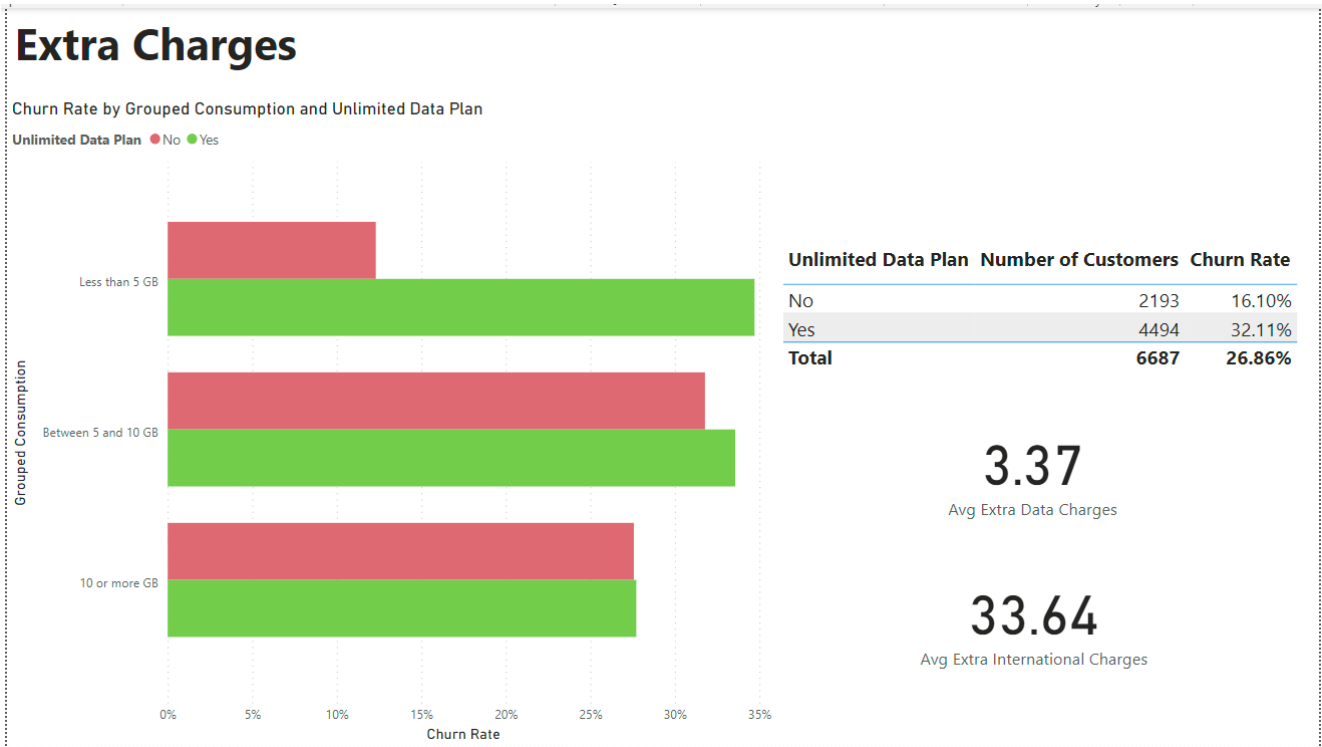 Extra Charges
Churn Rate by Grouped Consumption and Unlimited Data Plan
Unlimited Data Plan No Yes
Grouped Consumption
Less than 5 GB
Between 5 and 10 GB
10 or more GB
0% 5% 10% 15% 20% 25% 30% 35%
Churn Rate
Unlimited Data Plan Number of Customers Churn Rate
No 2193 16.10%
Yes 4494 32.11%
Total 6687 26.86%
3.37
Avg Extra Data Charges
33.64
Avg Extra International Charges